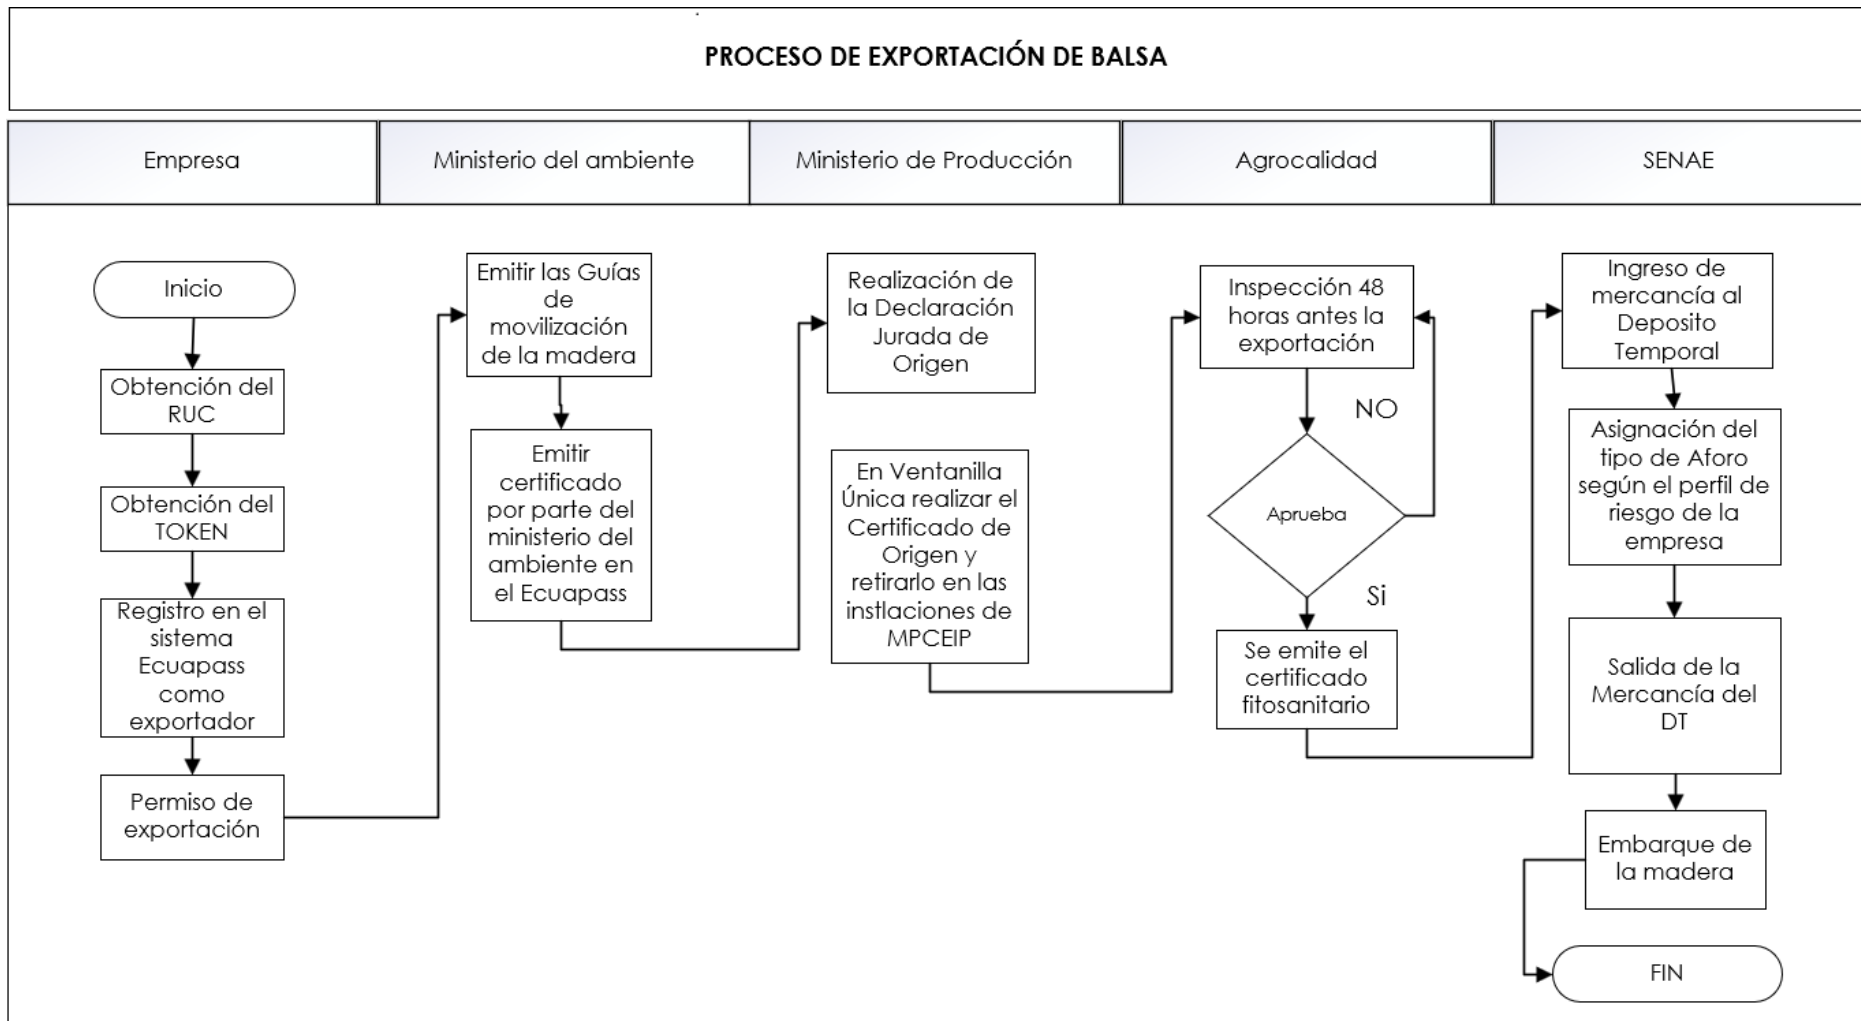 PROCESO DE EXPORTACIÓN DE BALSA
Empresa
Ministerio del ambiente
Ministerio de Producción
Agrocalidad
SENAE
Inicio
Obtención del
RUC
Obtención del
TOKEN
Registro en el
sistema
Ecuapass
como
exportador
Permiso de
exportación
Emitir las Guías
de
movilización
de la madera
Emitir
certificado
por parte del
ministerio del
ambiente en
el Ecuapass
Realización de
la Declaración
Jurada de
Origen
En Ventanilla
Única realizar el
Certificado de
Origen y
retirarlo en las
instlaciones de
MPCEIP
Inspección 48
horas antes la
exportación
NO
Aprueba
Si
Se emite el
certificado
fitosanitario
Ingreso de
mercancía al
Deposito
Temporal
Asignación del
tipo de Aforo
según el perfil de
riesgo de la
empresa
Salida de la
Mercancía del
DT
Embarque de
la madera
FIN